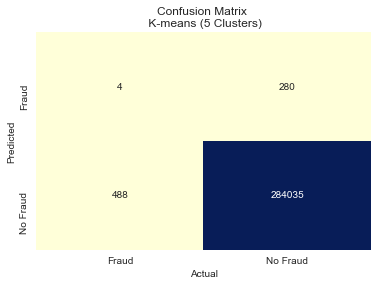 Confusion Matrix
K-means (5 Clusters)
Fraud
4
280
Predicted
No Fraud
488
284035
Fraud
No Fraud
Actual